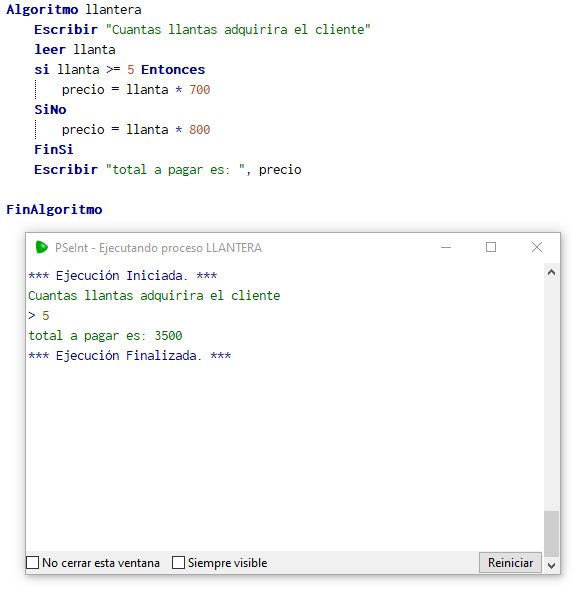 Algoritmo llantera
Escribir "Cuantas llantas adquirira el cliente"
leer llanta
si llanta >= 5 Entonces
precio = llanta * 700
SiNo
precio = llanta * 800
FinSi
Escribir "total a pagar es: ", precio
FinAlgoritmo
PSeInt - Ejecutando proceso LLANTERA
*** Ejecución Iniciada. ***
Cuantas llantas adquirira el cliente
> 5
total a pagar es: 3500
*** Ejecución Finalizada. ***
No cerrar esta ventana Siempre visible Reiniciar